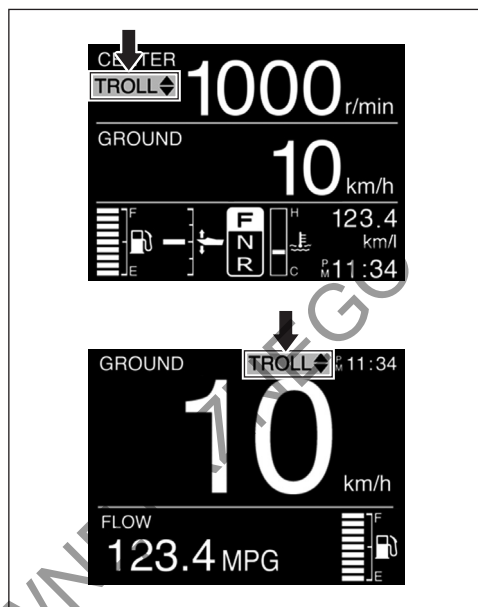 CENTER
TROLL
1000 r/min
GROUND
10 km/h
F
E
F
N
R
H
C
123.4
km/l
PM 11:34
GROUND
TROLL
PM 11:34
10 km/h
FLOW
123.4 MPG
F
E